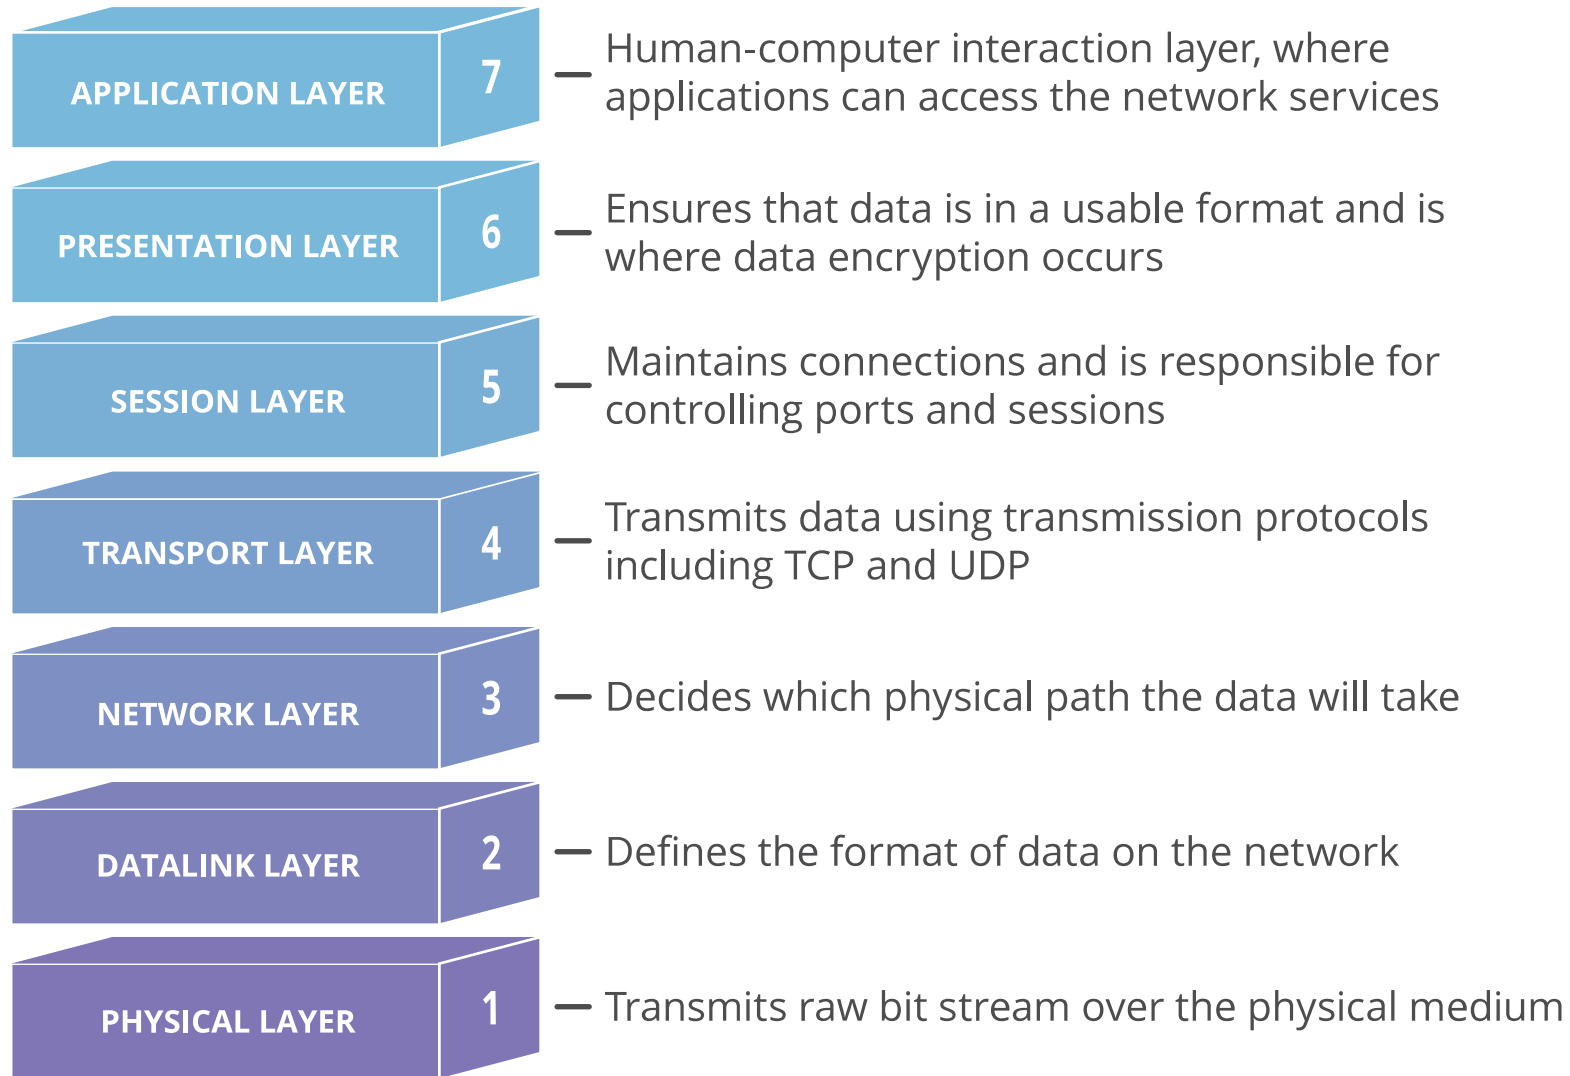 APPLICATION LAYER
7
Human-computer interaction layer, where
applications can access the network services
PRESENTATION LAYER
6
Ensures that data is in a usable format and is
where data encryption occurs
SESSION LAYER
5
Maintains connections and is responsible for
controlling ports and sessions
TRANSPORT LAYER
4
Transmits data using transmission protocols
including TCP and UDP
NETWORK LAYER
3
Decides which physical path the data will take
DATALINK LAYER
2
Defines the format of data on the network
PHYSICAL LAYER
1
Transmits raw bit stream over the physical medium